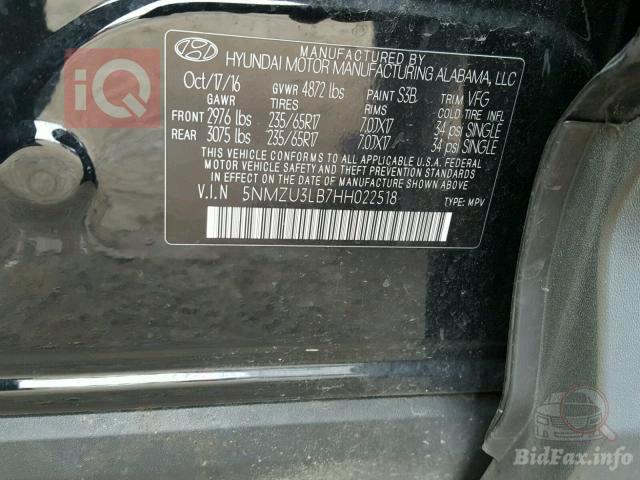 MANUFACTURED BY
HYUNDAI MOTOR MANUFACTURING ALABAMA, LLC
Oct/17/16 GVWR 4872 lbs PAINT S3B TRIM VFG
GAWR TIRES RIMS COLD TIRE INFL
FRONT 2976 lbs 235/65R17 7.0JX17 34 psi SINGLE
REAR 3075 lbs 235/65R17 7.0JX17 34 psi SINGLE
THIS VEHICLE CONFORMS TO ALL APPLICABLE U.S.A. FEDERAL
MOTOR VEHICLE SAFETY AND BUMPER STANDARDS
AND THEFT PREVENTION STANDARDS
IN EFFECT ON THE DATE OF MANUFACTURE SHOWN ABOVE.
V.I.N 5NMZU3LB7HH022518
TYPE: MPV
iQ
BidFax.info